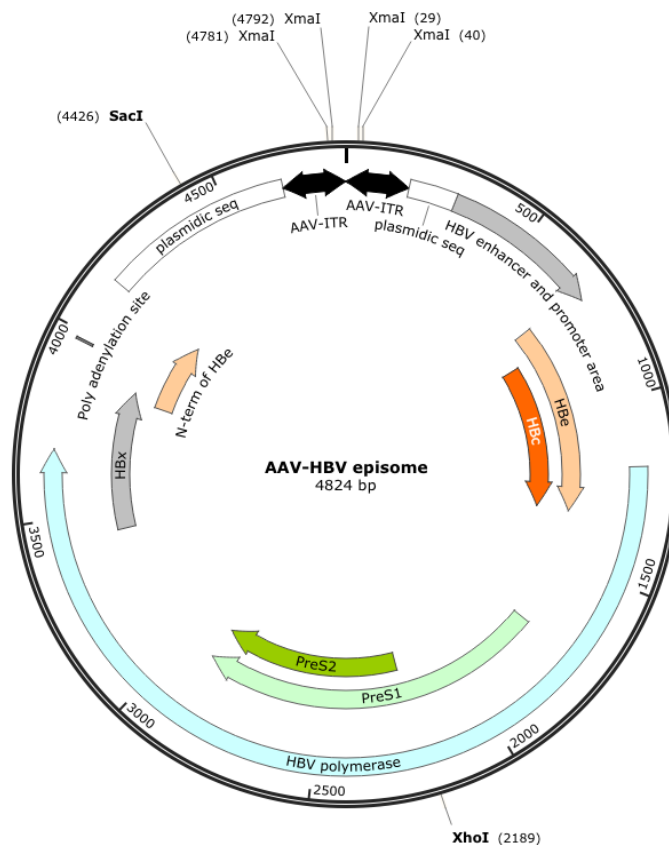 (4792) XmaI
XmaI (29)
(4781) XmaI
XmaI (40)
(4426) SacI
4500
500
plasmidic seq
AAV-ITR
AAV-ITR
plasmidic seq
HBV enhancer and promoter area
4000
1000
Poly adenylation site
N-term of HBe
HBe
HBc
HBx
AAV-HBV episome
4824 bp
3500
1500
PreS2
PreS1
3000
2000
HBV polymerase
2500
XhoI (2189)